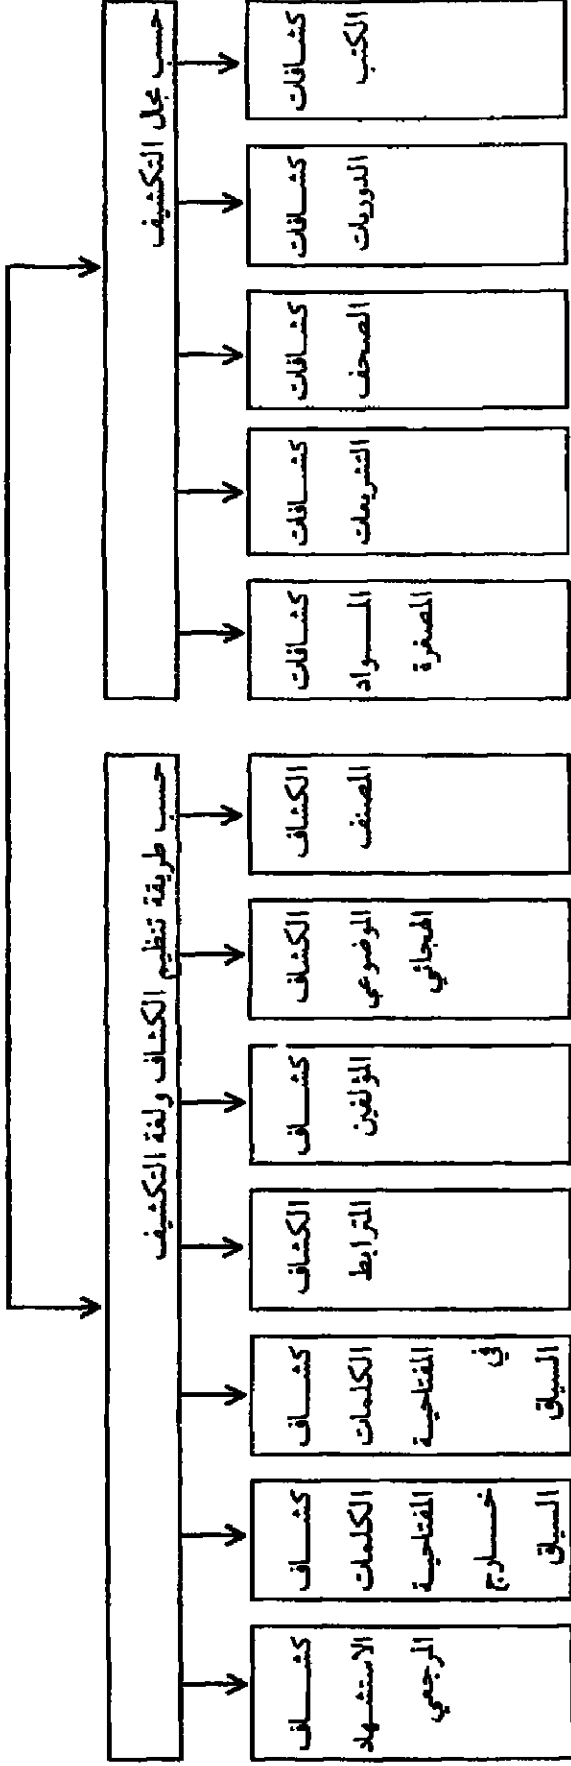 حسب مجال التكشيف
كشافات
الكتب
كشافات
الدوريات
كشافات
الصحف
كشافات
التشريعات
كشافات
المواد
المصغرة
حسب طريقة تنظيم الكشاف ولغة التكشيف
الكشاف
المصنف
الكشاف
الموضوعي
الهجائي
كشاف
المؤلفين
الكشاف
المترابط
كشاف
الكلمات
المفتاحية
في
السياق
كشاف
الكلمات
المفتاحية
خارج
السياق
كشاف
الاستشهاد
المرجعي